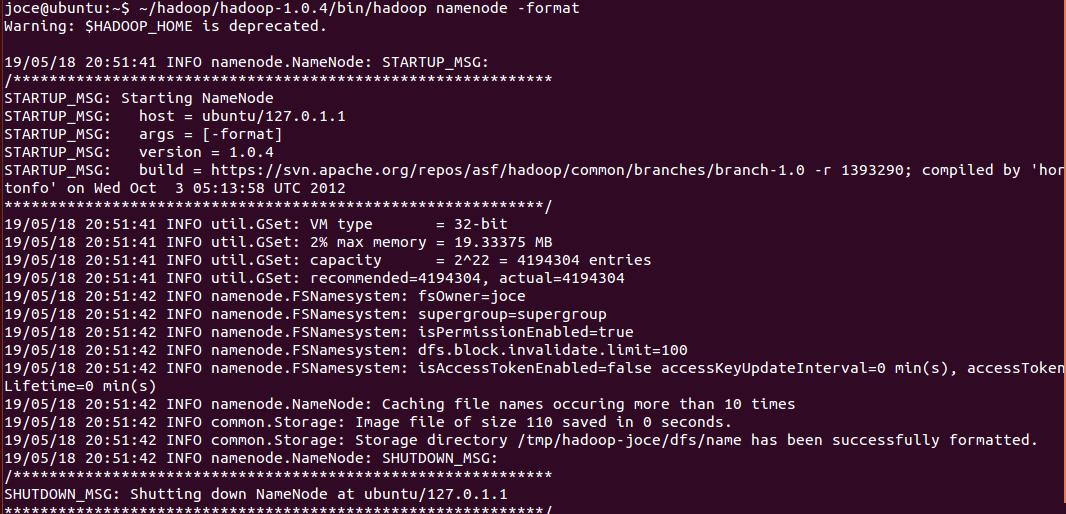 joce@ubuntu:~$ ~/hadoop/hadoop-1.0.4/bin/hadoop namenode -format
Warning: $HADOOP_HOME is deprecated.
19/05/18 20:51:41 INFO namenode.NameNode: STARTUP_MSG:
/************************************************************
STARTUP_MSG: Starting NameNode
STARTUP_MSG:   host = ubuntu/127.0.1.1
STARTUP_MSG:   args = [-format]
STARTUP_MSG:   version = 1.0.4
STARTUP_MSG:   build = https://svn.apache.org/repos/asf/hadoop/common/branches/branch-1.0 -r 1393290; compiled by 'hor
tonfo' on Wed Oct  3 05:13:58 UTC 2012
************************************************************/
19/05/18 20:51:41 INFO util.GSet: VM type       = 32-bit
19/05/18 20:51:41 INFO util.GSet: 2% max memory = 19.33375 MB
19/05/18 20:51:41 INFO util.GSet: capacity      = 2^22 = 4194304 entries
19/05/18 20:51:41 INFO util.GSet: recommended=4194304, actual=4194304
19/05/18 20:51:42 INFO namenode.FSNamesystem: fsOwner=joce
19/05/18 20:51:42 INFO namenode.FSNamesystem: supergroup=supergroup
19/05/18 20:51:42 INFO namenode.FSNamesystem: isPermissionEnabled=true
19/05/18 20:51:42 INFO namenode.FSNamesystem: dfs.block.invalidate.limit=100
19/05/18 20:51:42 INFO namenode.FSNamesystem: isAccessTokenEnabled=false accessKeyUpdateInterval=0 min(s), accessToken
Lifetime=0 min(s)
19/05/18 20:51:42 INFO namenode.NameNode: Caching file names occuring more than 10 times
19/05/18 20:51:42 INFO common.Storage: Image file of size 110 saved in 0 seconds.
19/05/18 20:51:42 INFO common.Storage: Storage directory /tmp/hadoop-joce/dfs/name has been successfully formatted.
19/05/18 20:51:42 INFO namenode.NameNode: SHUTDOWN_MSG:
/************************************************************
SHUTDOWN_MSG: Shutting down NameNode at ubuntu/127.0.1.1
************************************************************/